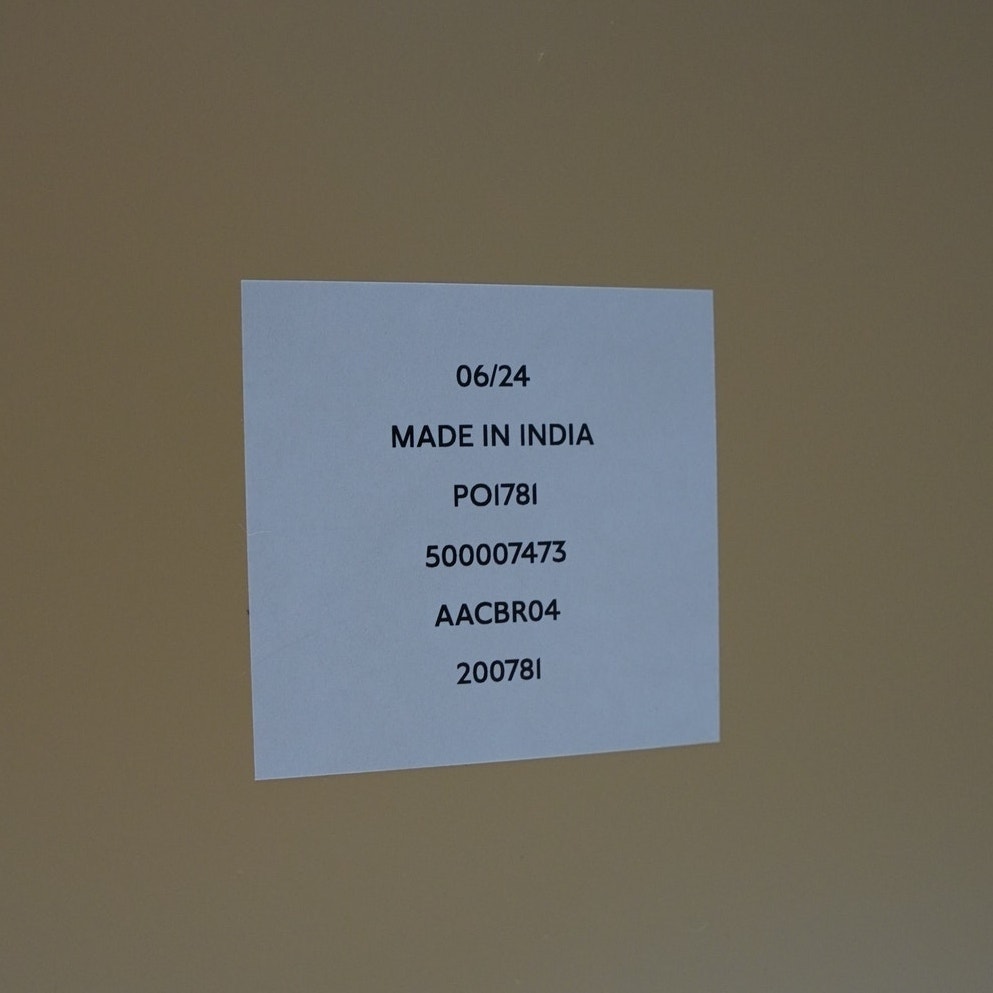 06/24
MADE IN INDIA
PO1781
500007473
AACBR04
200781